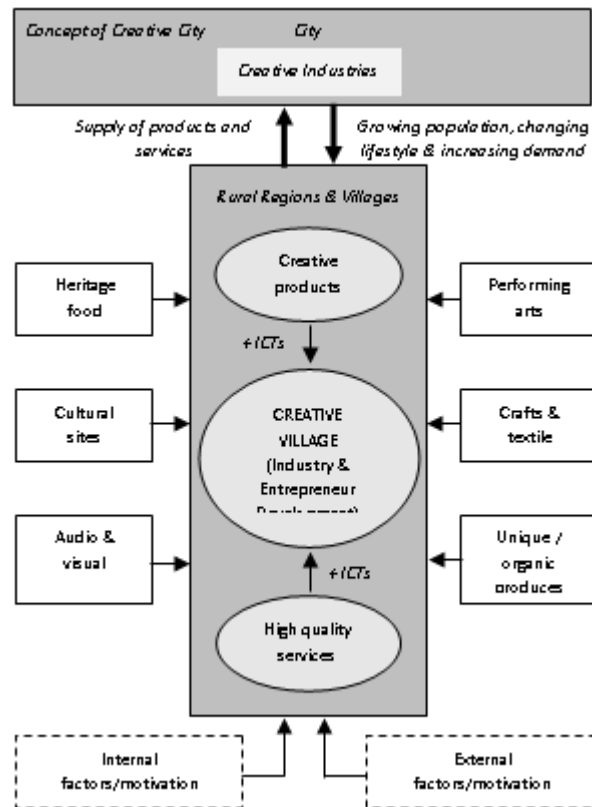 Concept of Creative City City
Creative Industries
Supply of products and
services
Growing population, changing
lifestyle & increasing demand
Rural Regions & Villages
Creative
products
Heritage
food
Performing
arts
+ ICTs
Cultural
sites
CREATIVE
VILLAGE
(Industry &
Entrepreneur
Development)
Crafts &
textile
Audio &
visual
Unique /
organic
produces
+ ICTs
High quality
services
Internal
factors/motivation
External
factors/motivation